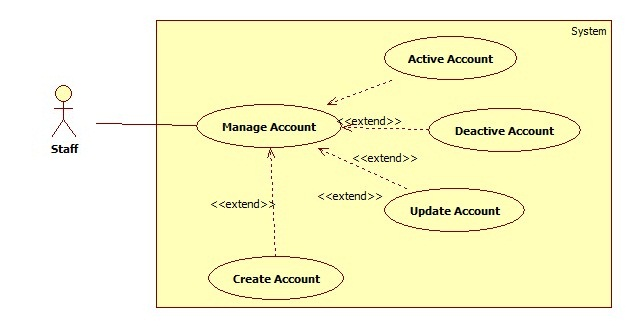 System
Active Account
<<extend>>
Manage Account
Deactive Account
Staff
<<extend>>
<<extend>>
<<extend>>
Update Account
Create Account